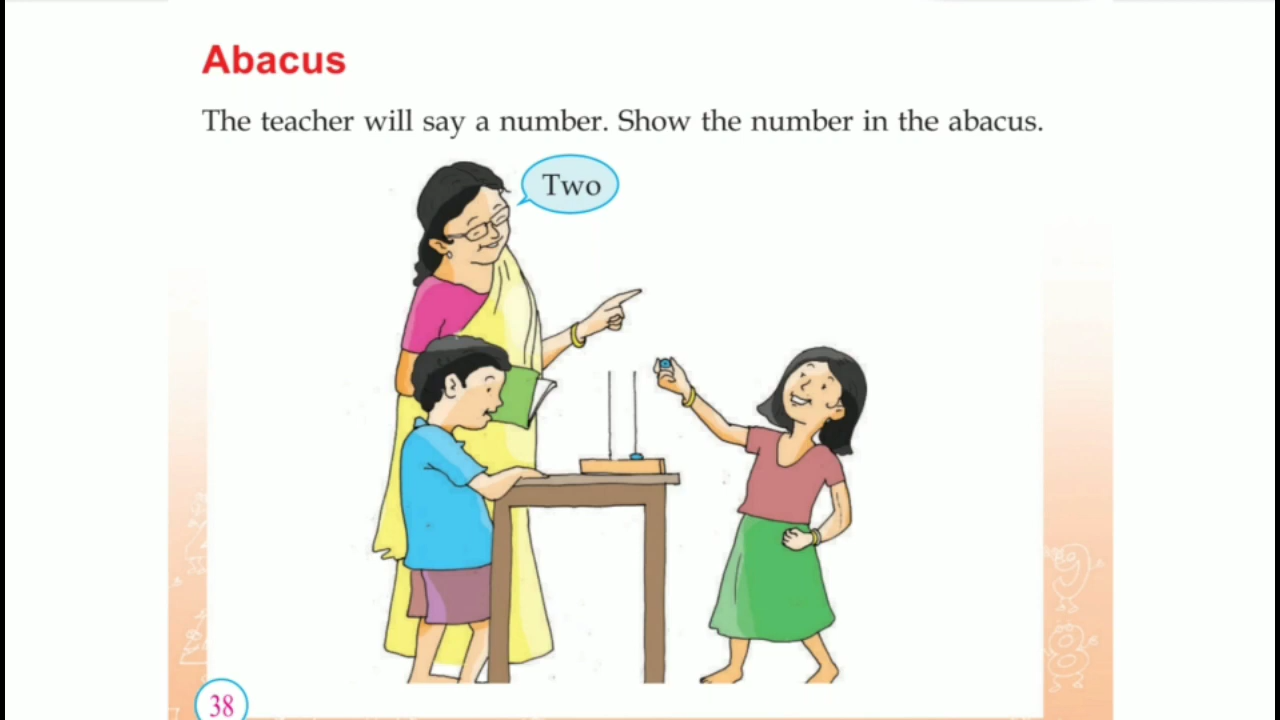 Abacus
The teacher will say a number. Show the number in the abacus.
Two
38